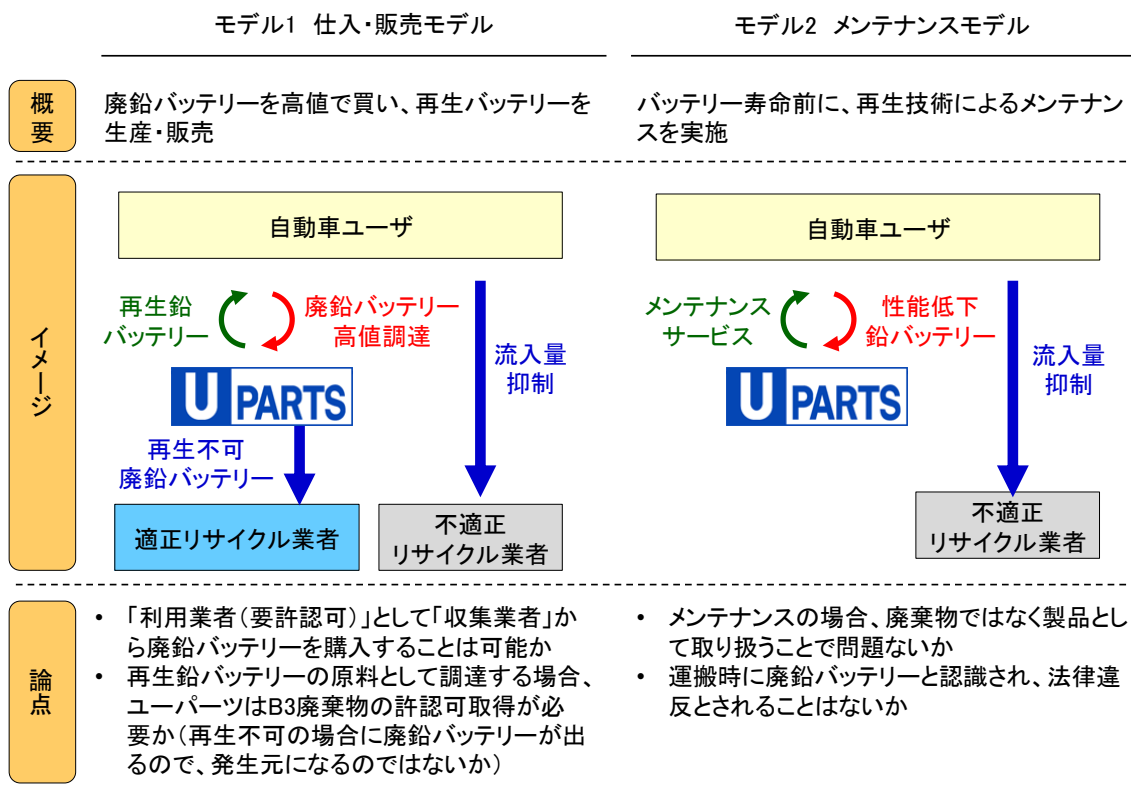 モデル1 仕入・販売モデル
モデル2 メンテナンスモデル
概要
廃鉛バッテリーを高値で買い、再生バッテリーを
生産・販売
バッテリー寿命前に、再生技術によるメンテナン
スを実施
イメージ
自動車ユーザ
再生鉛
バッテリー
廃鉛バッテリー
高値調達
流入量
抑制
U PARTS
再生不可
廃鉛バッテリー
適正リサイクル業者
不適正
リサイクル業者
自動車ユーザ
メンテナンス
サービス
性能低下
鉛バッテリー
流入量
抑制
U PARTS
不適正
リサイクル業者
論点
• 「利用業者(要許認可)」として「収集業者」か
ら廃鉛バッテリーを購入することは可能か
• 再生鉛バッテリーの原料として調達する場合、
ユーパーツはB3廃棄物の許認可取得が必
要か(再生不可の場合に廃鉛バッテリーが出
るので、発生元になるのではないか)
• メンテナンスの場合、廃棄物ではなく製品とし
て取り扱うことで問題ないか
• 運搬時に廃鉛バッテリーと認識され、法律違
反とされることはないか